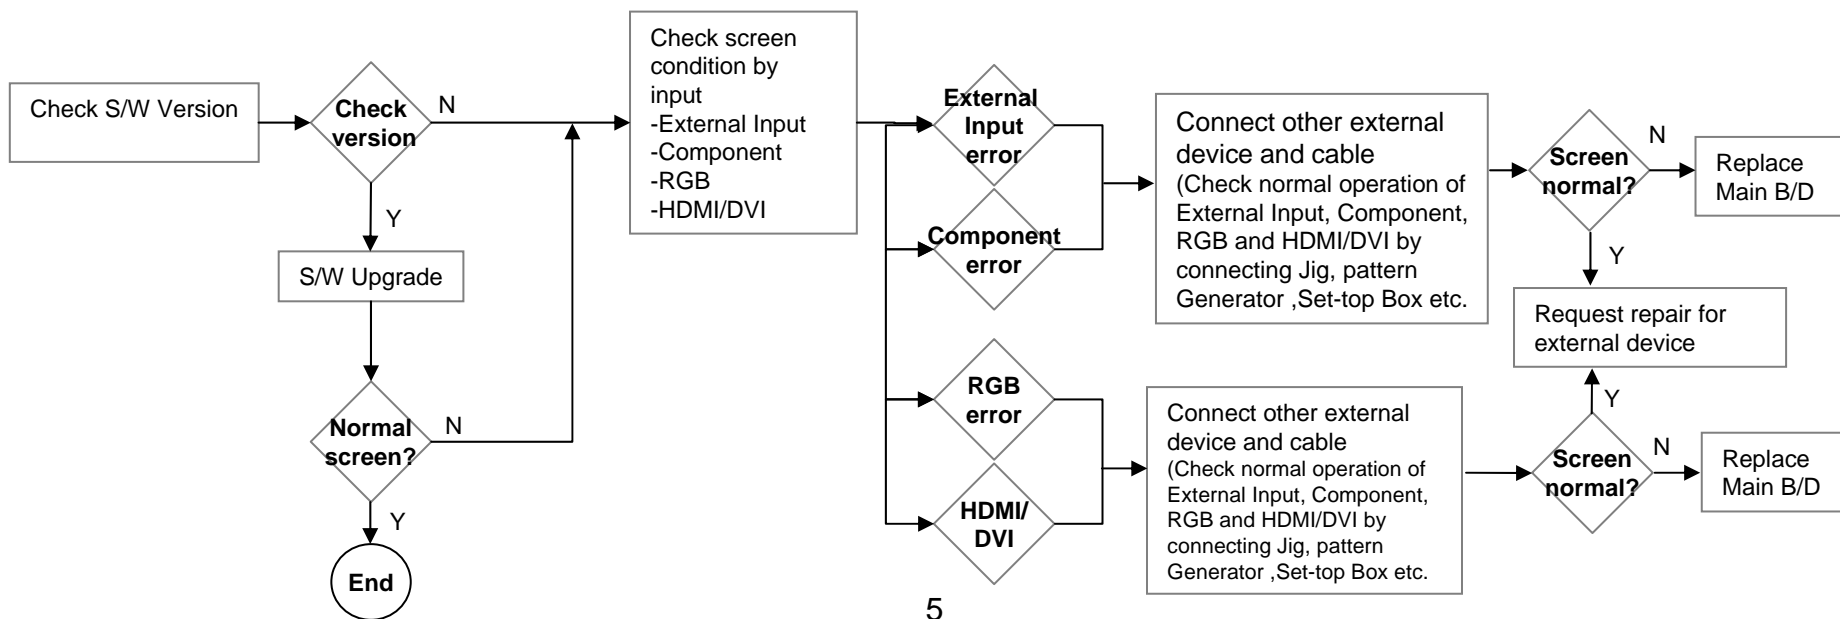 Check S/W Version
Check
version
N
Y
S/W Upgrade
Normal
screen?
N
Y
End
Check screen
condition by
input
-External Input
-Component
-RGB
-HDMI/DVI
External
Input
error
Component
error
RGB
error
HDMI/
DVI
Connect other external
device and cable
(Check normal operation of
External Input, Component,
RGB and HDMI/DVI by
connecting Jig, pattern
Generator ,Set-top Box etc.
Connect other external
device and cable
(Check normal operation of
External Input, Component,
RGB and HDMI/DVI by
connecting Jig, pattern
Generator ,Set-top Box etc.
Screen
normal?
N
Replace
Main B/D
Y
Request repair for
external device
Y
Screen
normal?
N
Replace
Main B/D
5